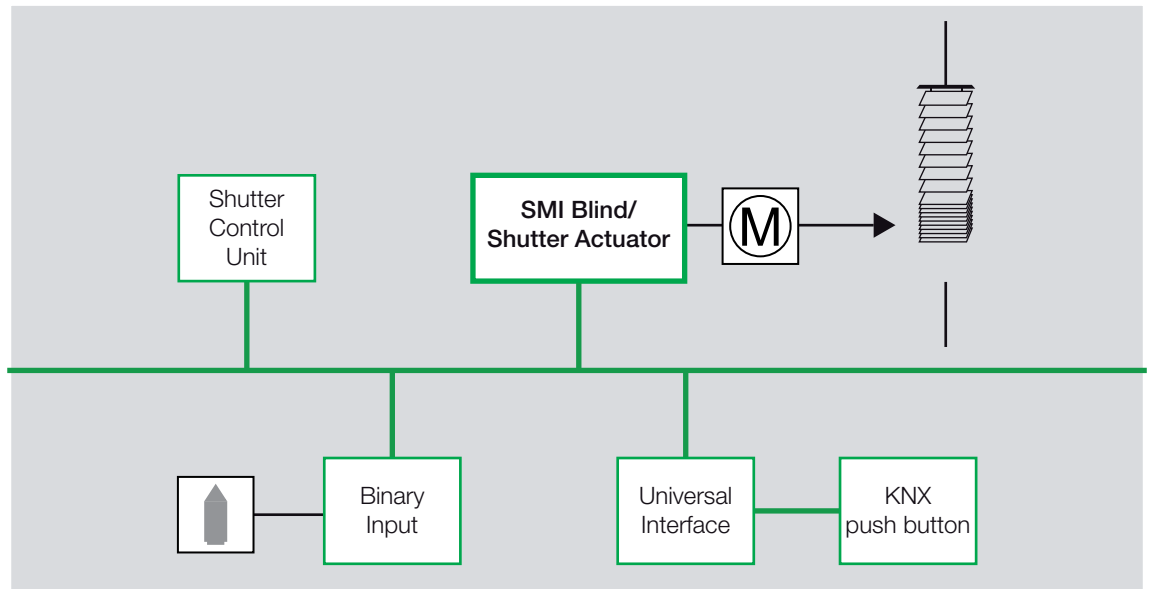 Shutter
Control
Unit
SMI Blind/
Shutter Actuator
M
Binary
Input
Universal
Interface
KNX
push button